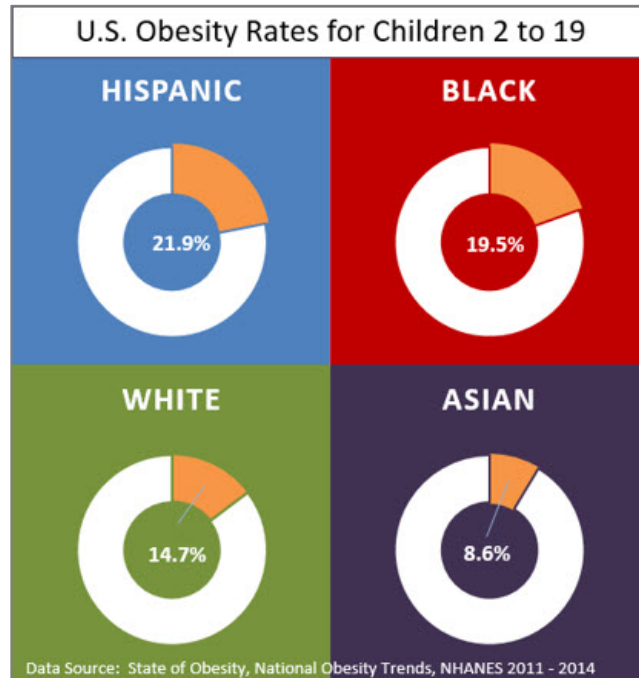 U.S. Obesity Rates for Children 2 to 19
HISPANIC
21.9%
BLACK
19.5%
WHITE
14.7%
ASIAN
8.6%
Data Source: State of Obesity, National Obesity Trends, NHANES 2011 - 2014